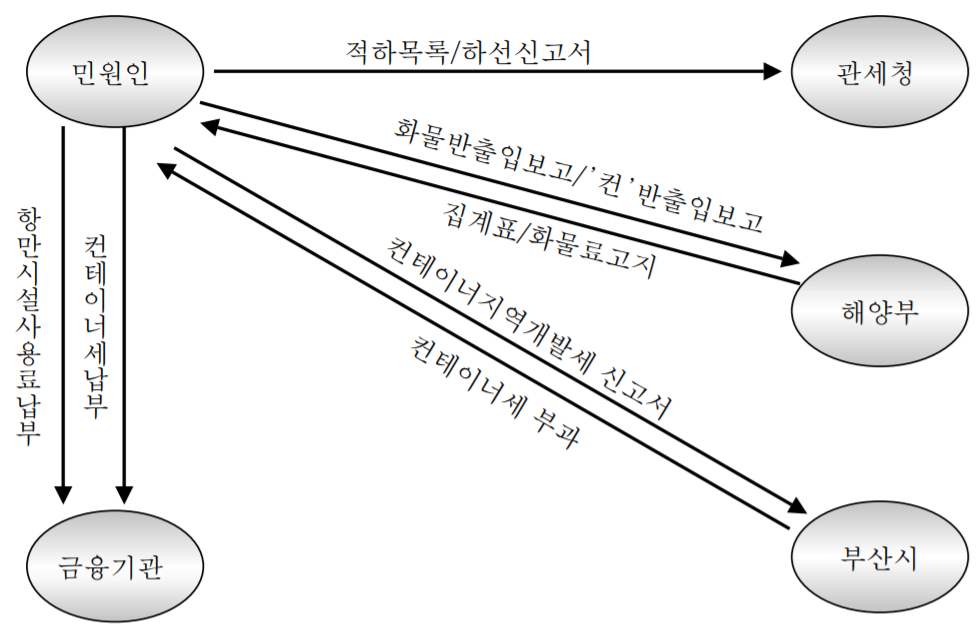 민원인
적하목록/하선신고서
관세청
화물반출입보고/’컨’반출입보고
집계표/화물료고지
해양부
컨테이너지역개발세 신고서
컨테이너세 부과
부산시
항만시설사용료납부
컨테이너세납부
금융기관